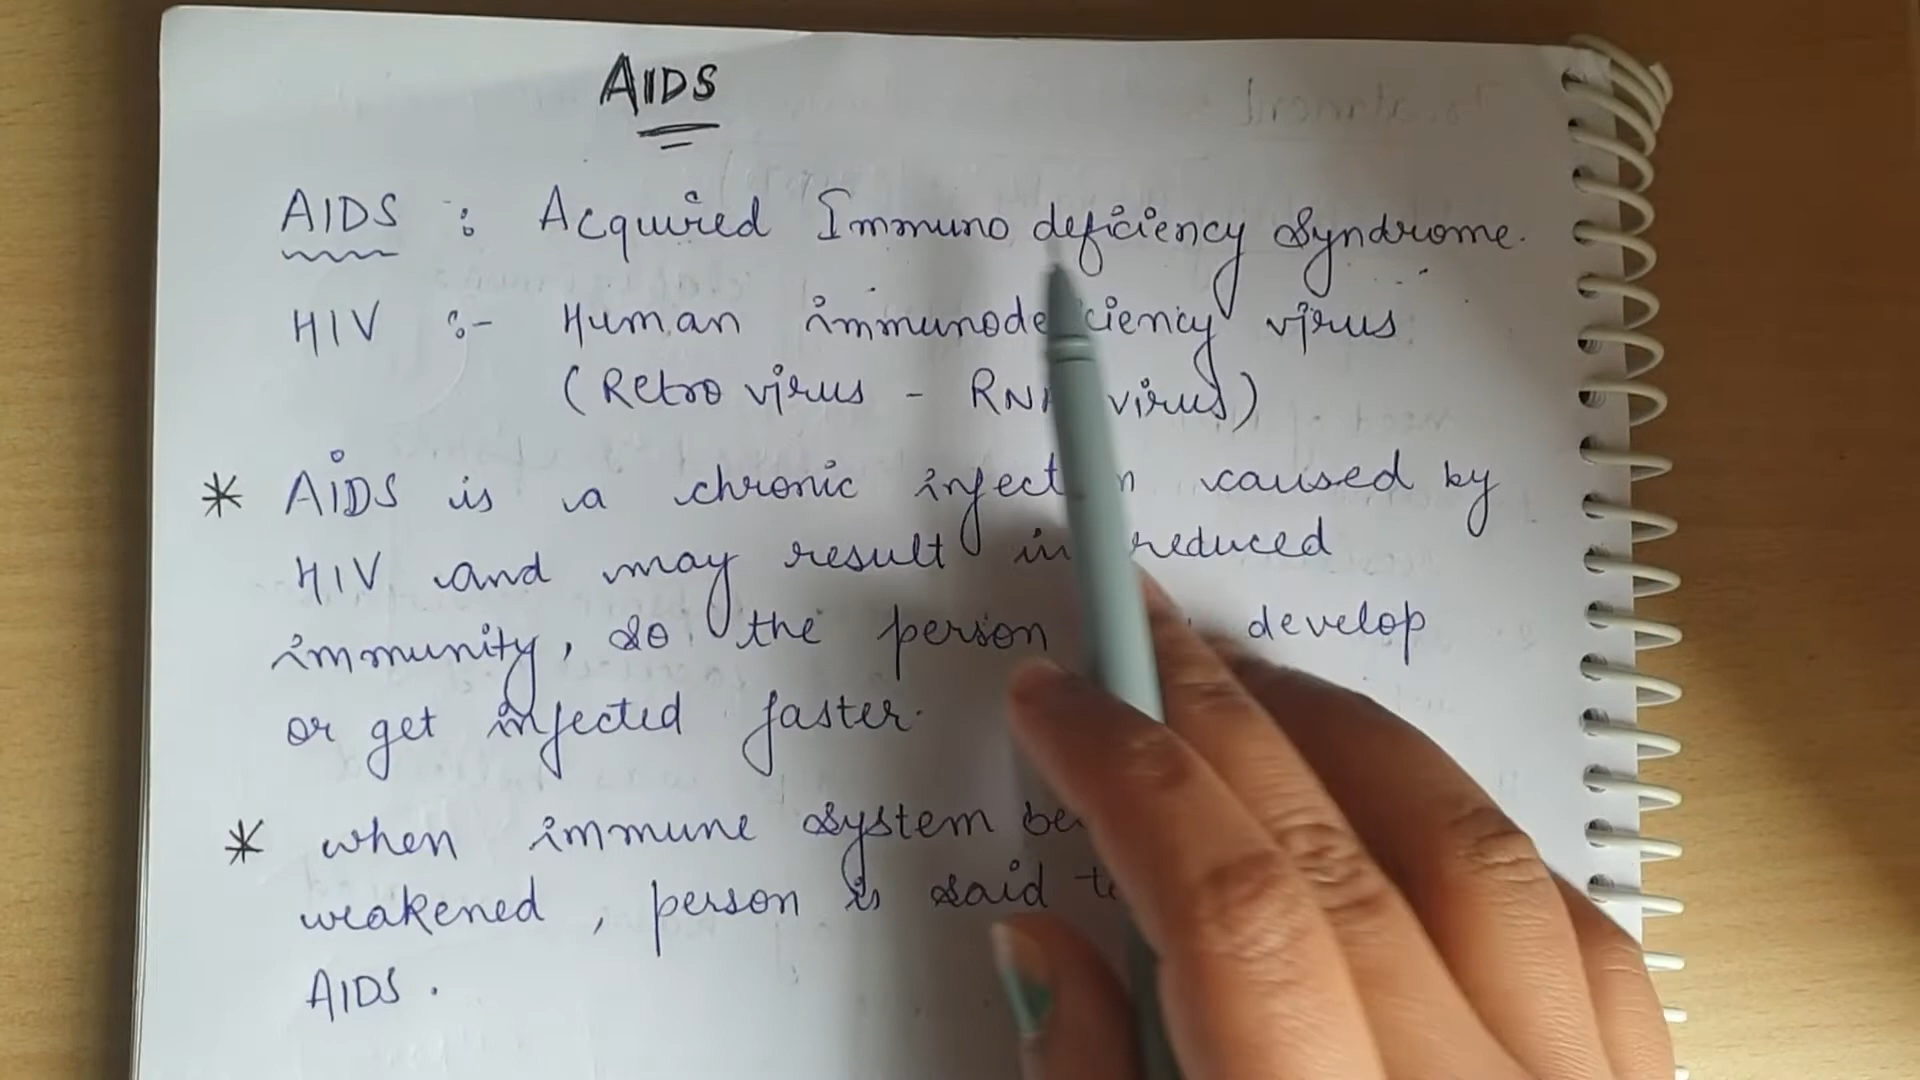 AIDS
AIDS : Acquired Immuno deficiency Syndrome.
HIV :- Human immunode ciency virus
(Retro virus - RNA virus)
* AIDS is a chronic infect n caused by
HIV and may result in reduced
immunity, so the person develop
or get infected faster.
* when immune system be
weakened, person is said to
AIDS.